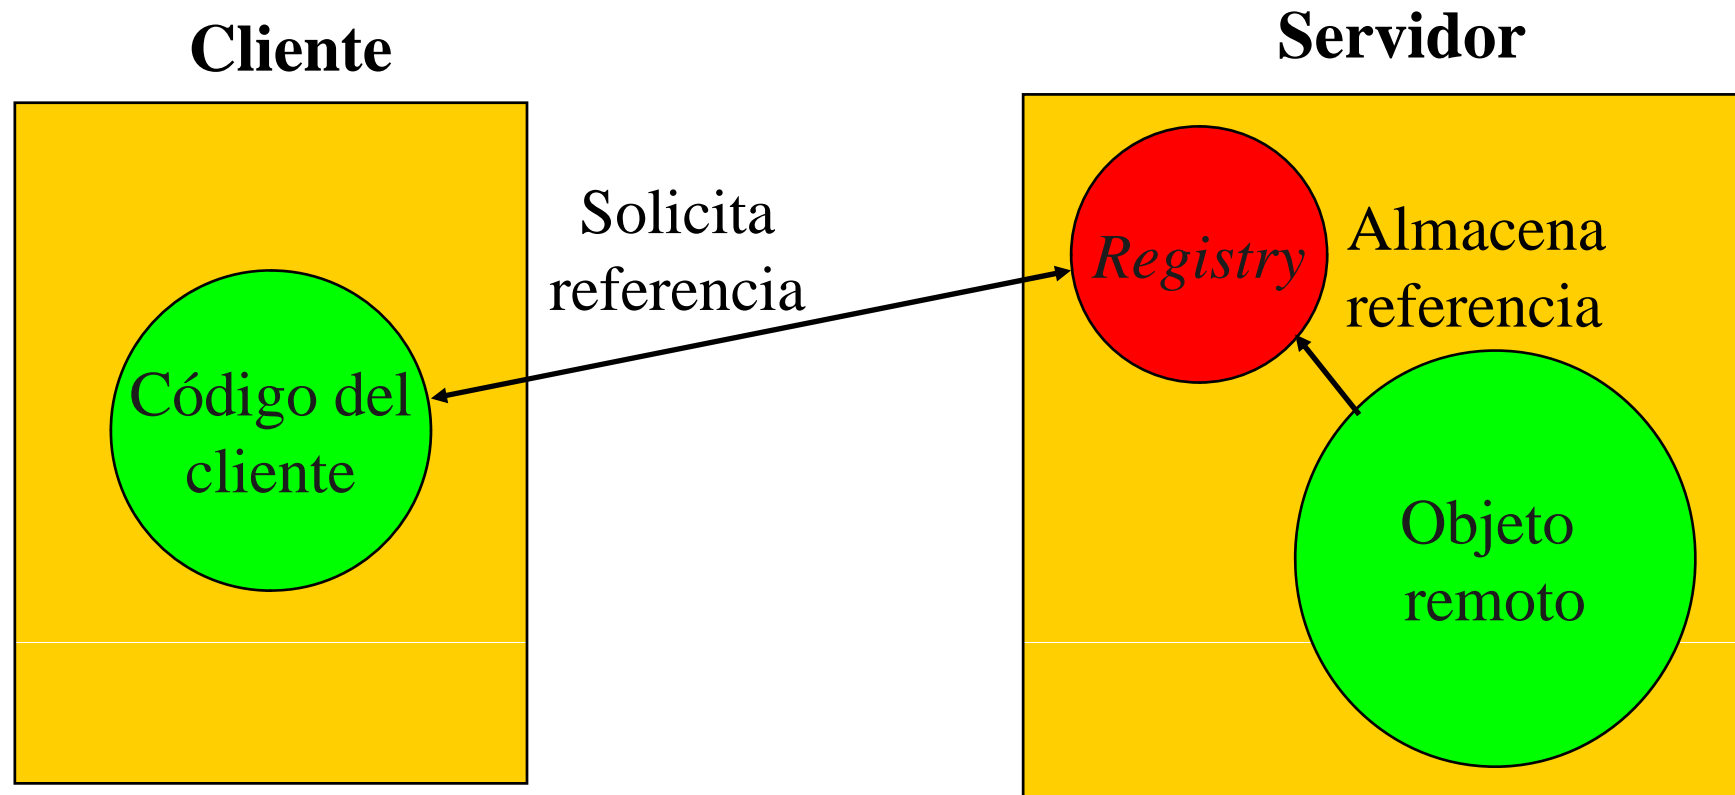 Cliente
Servidor
Solicita
referencia
Registry
Almacena
referencia
Código del
cliente
Objeto
remoto